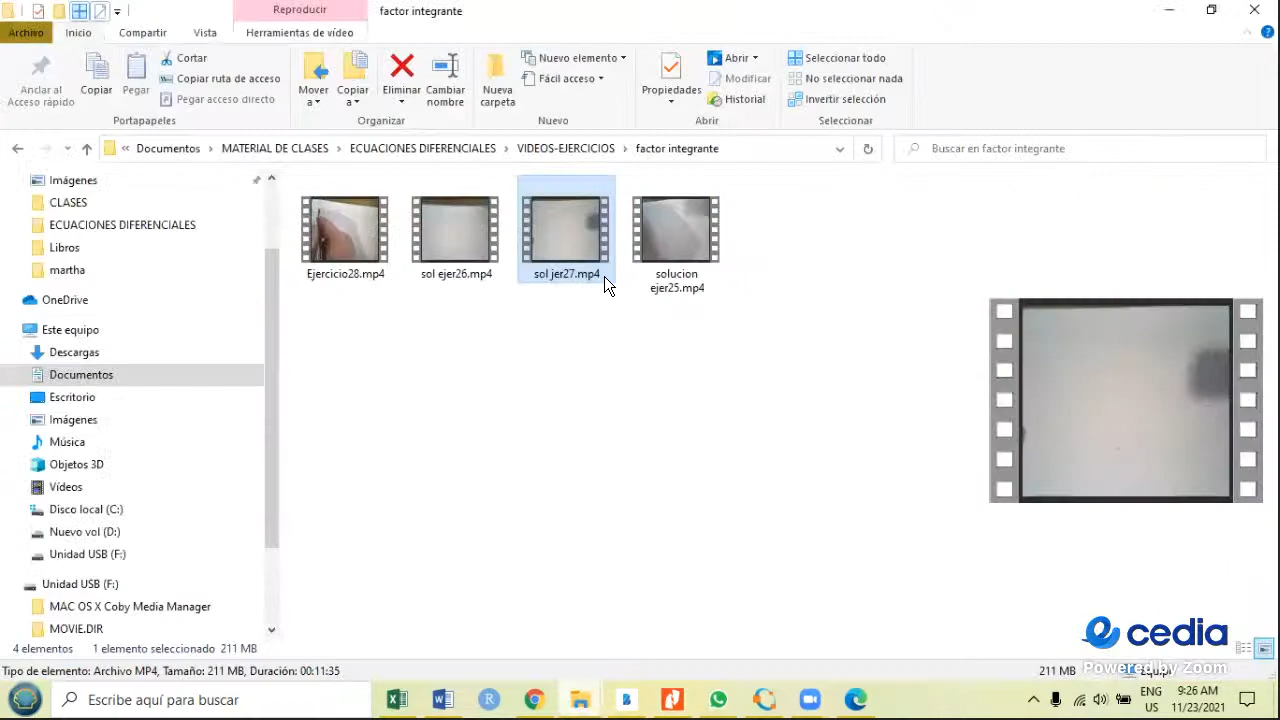 Reproducir
factor integrante
Archivo
Inicio
Compartir
Vista
Herramientas de vídeo
Anclar al
Acceso rápido
Copiar
Pegar
Cortar
Copiar ruta de acceso
Pegar acceso directo
Portapapeles
Mover
a
Copiar
a
Eliminar
Cambiar
nombre
Organizar
Nueva
carpeta
Nuevo elemento
Fácil acceso
Nuevo
Propiedades
Abrir
Modificar
Historial
Abrir
Seleccionar todo
No seleccionar nada
Invertir selección
Seleccionar
« Documentos › MATERIAL DE CLASES › ECUACIONES DIFERENCIALES › VIDEOS-EJERCICIOS › factor integrante
Buscar en factor integrante
Imágenes
CLASES
ECUACIONES DIFERENCIALES
Libros
martha
OneDrive
Este equipo
Descargas
Documentos
Escritorio
Imágenes
Música
Objetos 3D
Vídeos
Disco local (C:)
Nuevo vol (D:)
Unidad USB (F:)
Unidad USB (F:)
MAC OS X Coby Media Manager
MOVIE.DIR
Ejercicio28.mp4
sol ejer26.mp4
sol jer27.mp4
solucion
ejer25.mp4
cedia
Powered by Zoom
4 elementos
1 elemento seleccionado 211 MB
Tipo de elemento: Archivo MP4, Tamaño: 211 MB, Duración: 00:11:35
211 MB
Escribe aquí para buscar
ENG
US
9:26 AM
11/23/2021